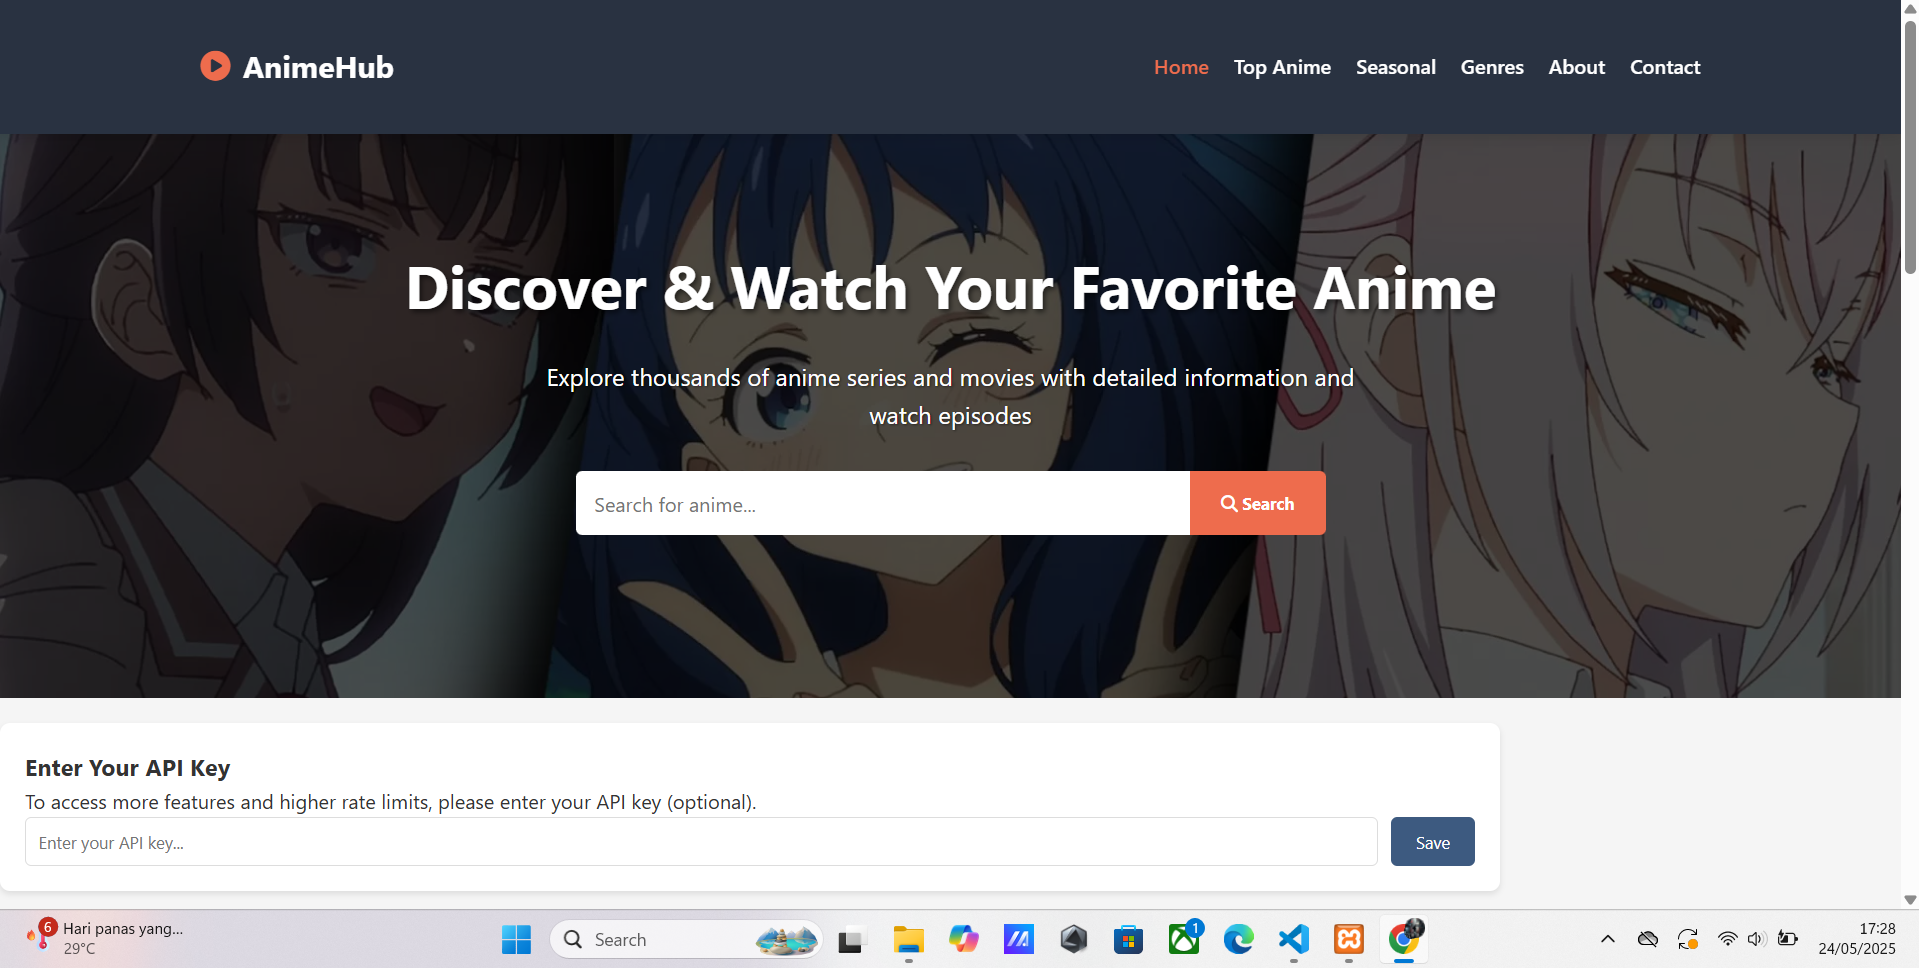 AnimeHub
Home Top Anime Seasonal Genres About Contact
Discover & Watch Your Favorite Anime
Explore thousands of anime series and movies with detailed information and
watch episodes
Search for anime...
Search
Enter Your API Key
To access more features and higher rate limits, please enter your API key (optional).
Enter your API key...
Save
6
Hari panas yang...
29°C
Search
1
17:28
24/05/2025